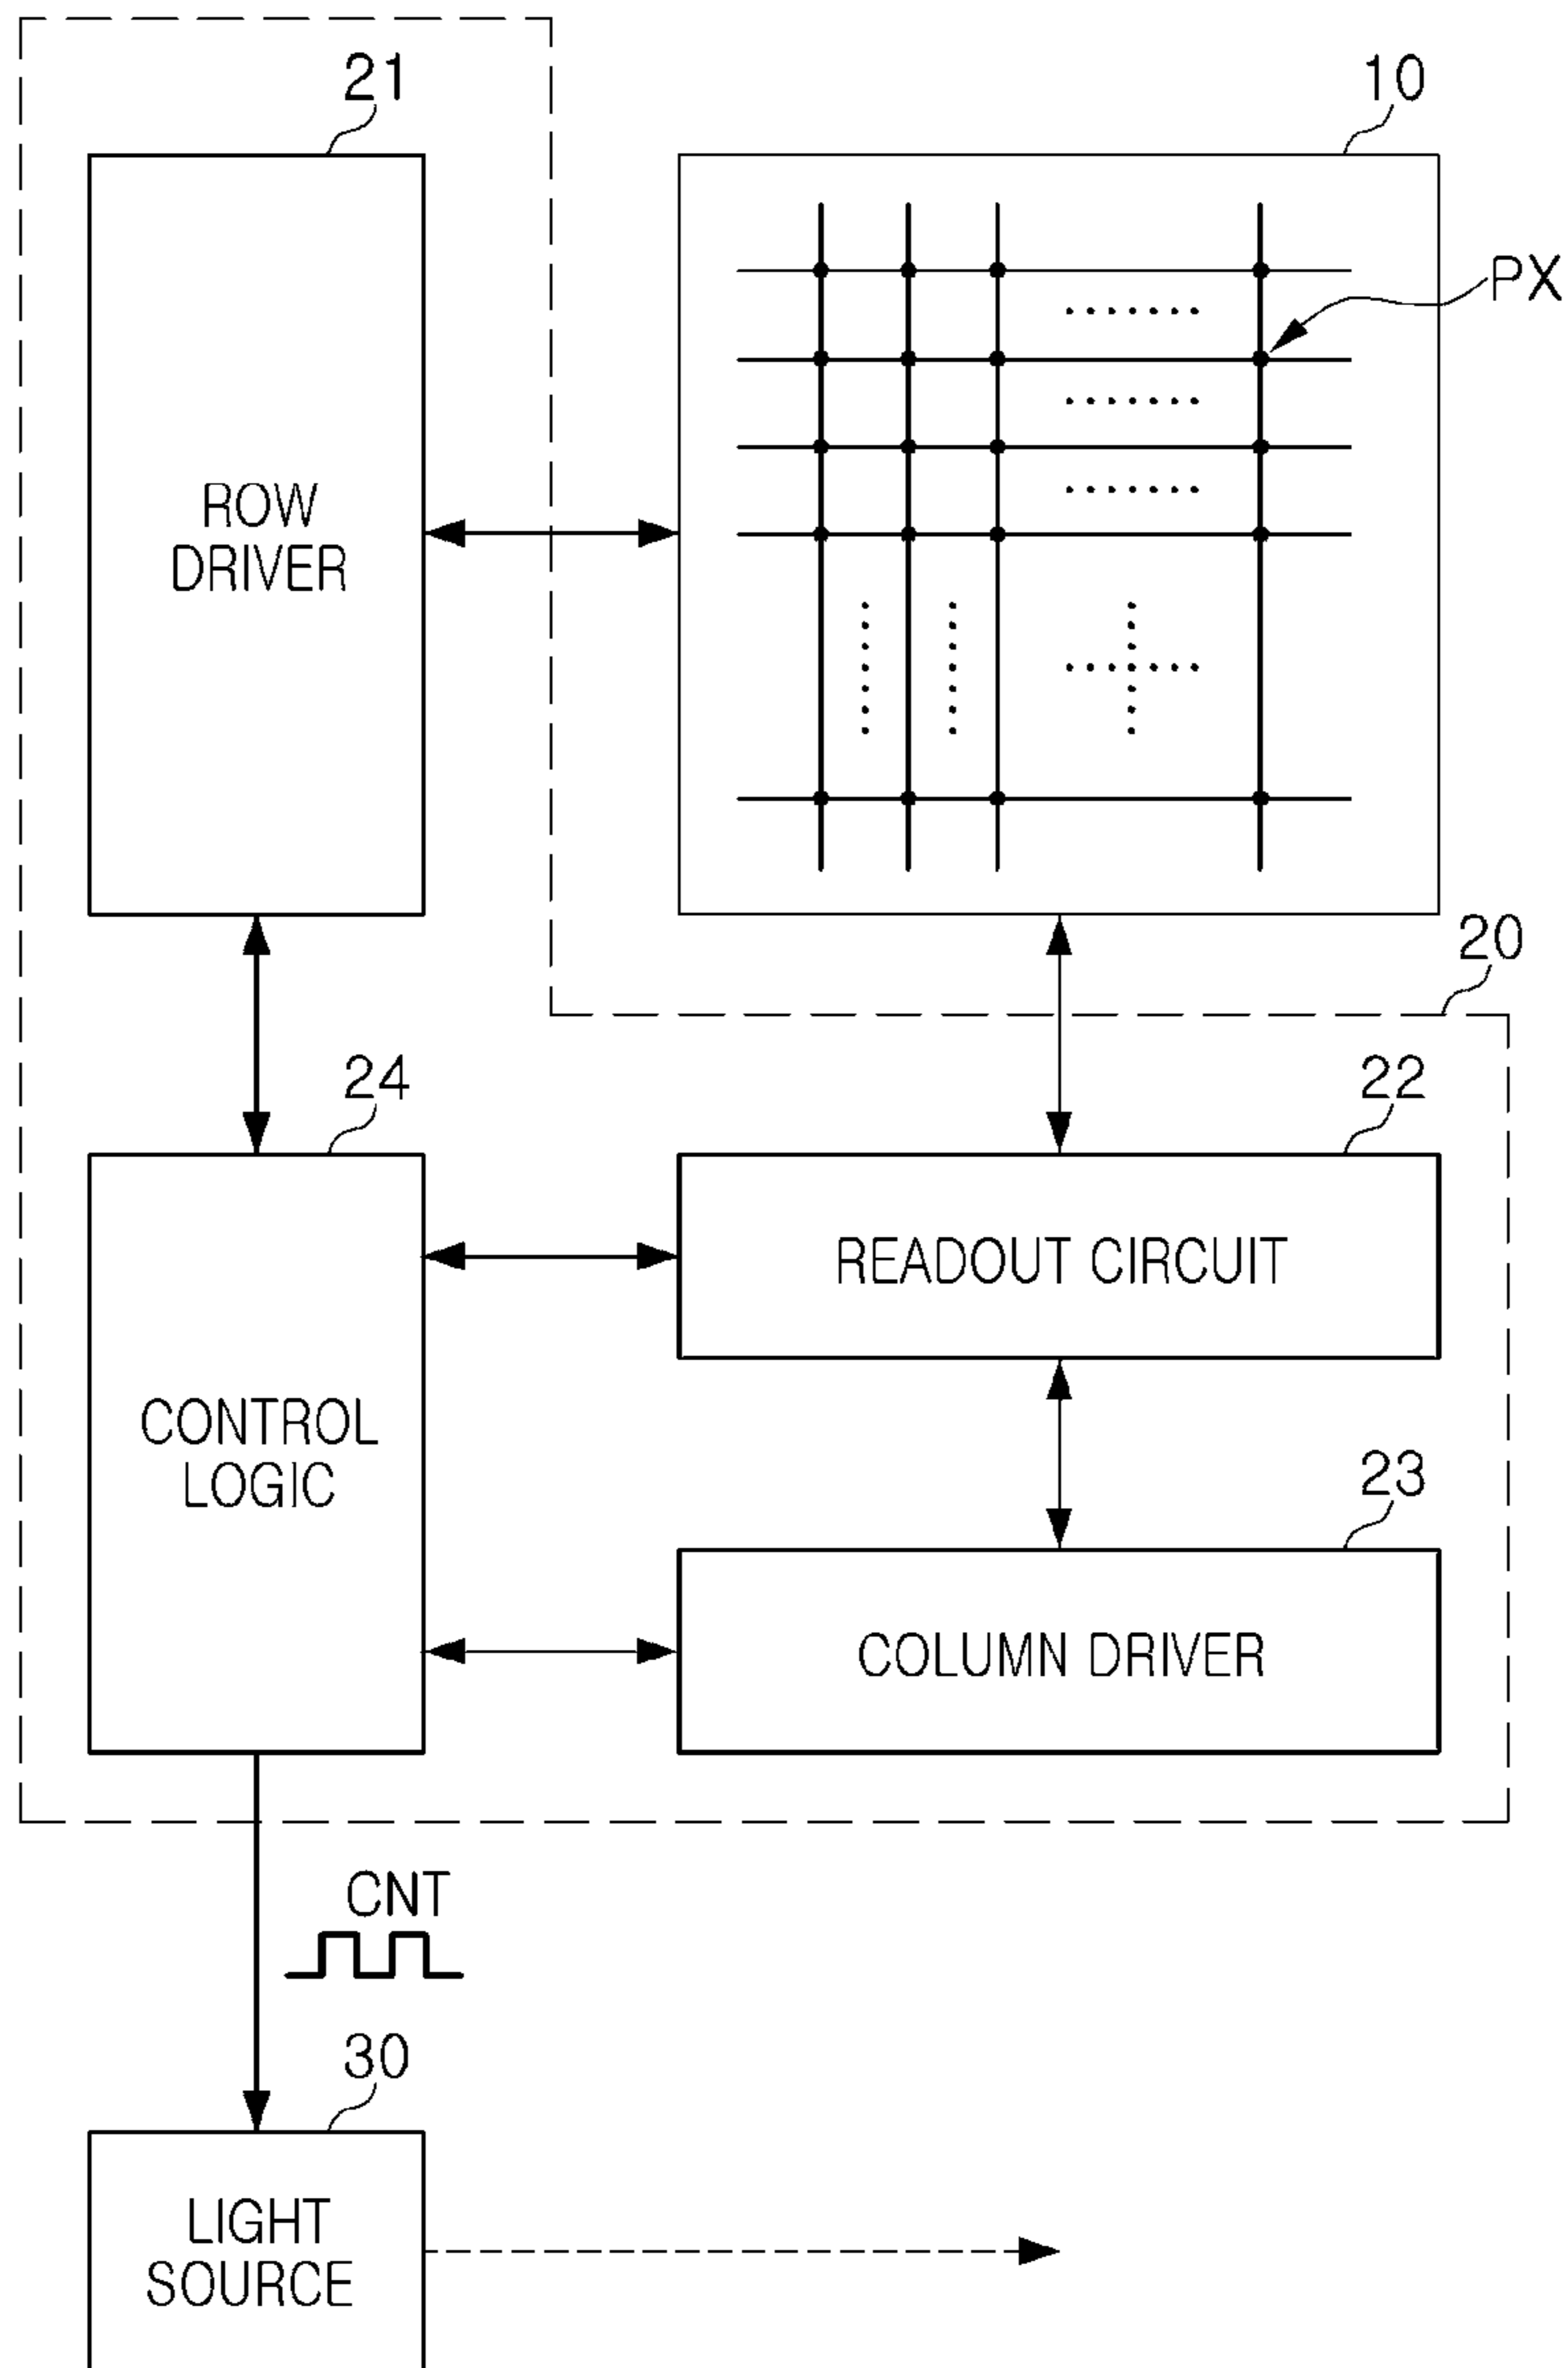 21
10
PX
ROW
DRIVER
20
24
22
READOUT CIRCUIT
CONTROL
LOGIC
23
COLUMN DRIVER
CNT
30
LIGHT
SOURCE